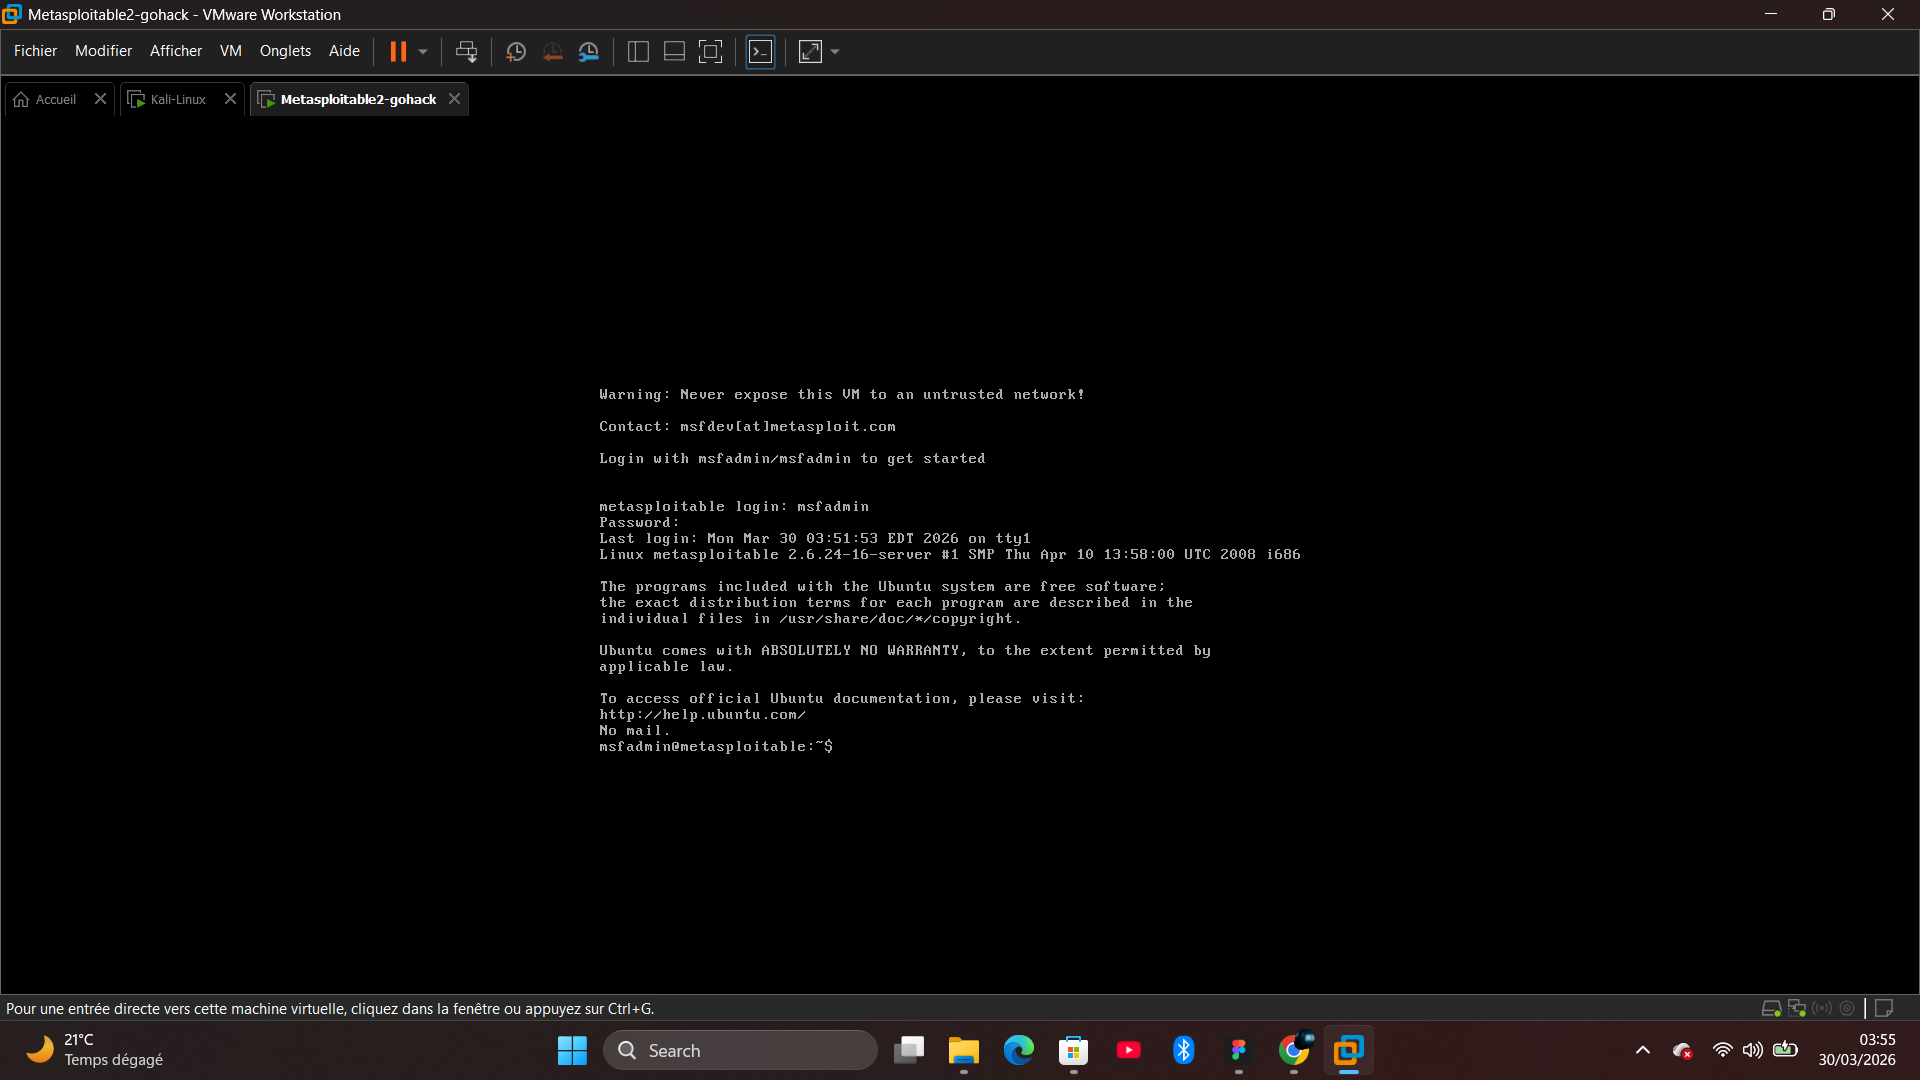 Metasploitable2-gohack - VMware Workstation
Fichier Modifier Afficher VM Onglets Aide
Accueil Kali-Linux Metasploitable2-gohack
Warning: Never expose this VM to an untrusted network!
Contact: msfdev[at]metasploit.com
Login with msfadmin/msfadmin to get started
metasploitable login: msfadmin
Password:
Last login: Mon Mar 30 03:51:53 EDT 2026 on tty1
Linux metasploitable 2.6.24-16-server #1 SMP Thu Apr 10 13:58:00 UTC 2008 i686
The programs included with the Ubuntu system are free software;
the exact distribution terms for each program are described in the
individual files in /usr/share/doc/*/copyright.
Ubuntu comes with ABSOLUTELY NO WARRANTY, to the extent permitted by
applicable law.
To access official Ubuntu documentation, please visit:
http://help.ubuntu.com/
No mail.
msfadmin@metasploitable:~$
Pour une entrée directe vers cette machine virtuelle, cliquez dans la fenêtre ou appuyez sur Ctrl+G.
21°C
Temps dégagé
Search
03:55
30/03/2026